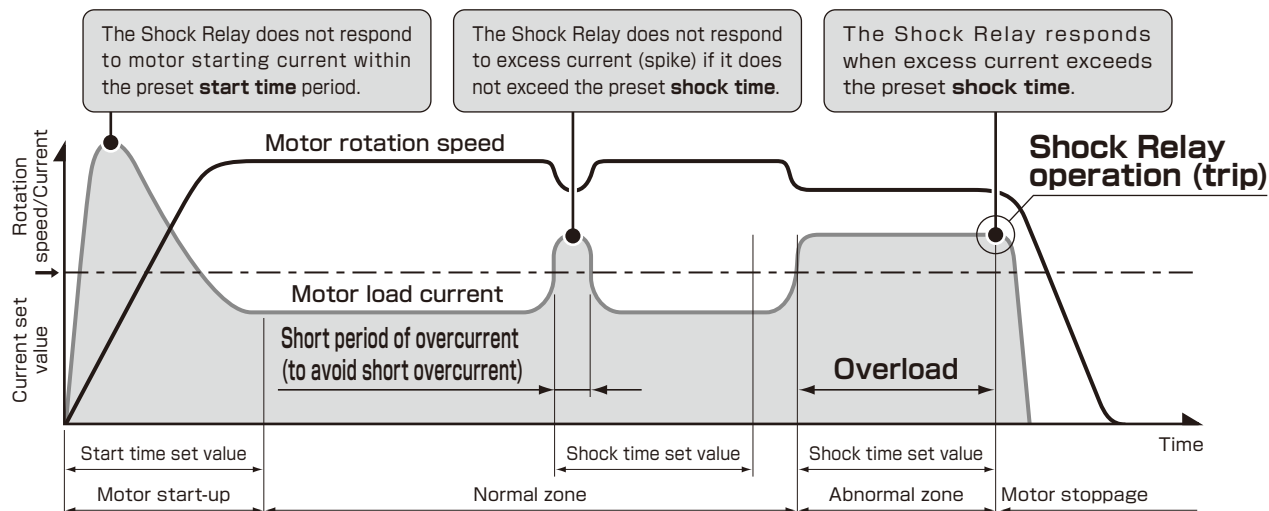 The Shock Relay does not respond
to motor starting current within
the preset start time period.
The Shock Relay does not respond
to excess current (spike) if it does
not exceed the preset shock time.
The Shock Relay responds
when excess current exceeds
the preset shock time.
Rotation
speed/Current
Motor rotation speed
Shock Relay
operation (trip)
Current set
value
Motor load current
Short period of overcurrent
(to avoid short overcurrent)
Overload
Time
Start time set value
Shock time set value
Shock time set value
Motor start-up
Normal zone
Abnormal zone
Motor stoppage